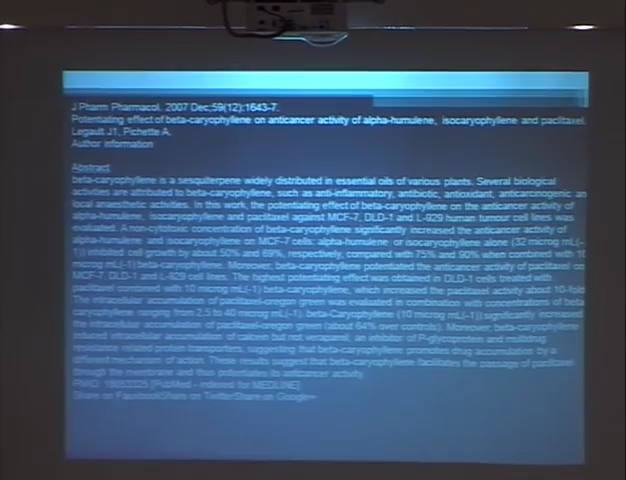 J Pharm Pharmacol. 2007 Dec;59(12):1643-7.
Potentiating effect of beta-caryophyllene on anticancer activity of alpha-humulene, isocaryophyllene and paclitaxel.
Legault J1, Pichette A.
Author information
Abstract
beta-caryophyllene is a sesquiterpene widely distributed in essential oils of various plants. Several biological
activities are attributed to beta-caryophyllene, such as anti-inflammatory, antibiotic, antioxidant, anticarcinogenic an
local anaesthetic activities. In this work, the potentiating effect of beta-caryophyllene on the anticancer activity of
alpha-humulene, isocaryophyllene and paclitaxel against MCF-7, DLD-1 and L-929 human tumour cell lines was
evaluated. A non-cytotoxic concentration of beta-caryophyllene significantly increased the anticancer activity of
alpha-humulene and isocaryophyllene on MCF-7 cells: alpha-humulene or isocaryophyllene alone (32 microg mL(-
1)) inhibited cell growth by about 50% and 69%, respectively, compared with 75% and 90% when combined with 10
microg mL(-1) beta-caryophyllene. Moreover, beta-caryophyllene potentiated the anticancer activity of paclitaxel on
MCF-7, DLD-1 and L-929 cell lines. The highest potentiating effect was obtained in DLD-1 cells treated with
paclitaxel combined with 10 microg mL(-1) beta-caryophyllene, which increased the paclitaxel activity about 10-fold.
The intracellular accumulation of paclitaxel-oregon green was evaluated in combination with concentrations of beta-
caryophyllene ranging from 2.5 to 40 microg mL(-1). beta-Caryophyllene (10 microg mL(-1)) significantly increased
the intracellular accumulation of paclitaxel-oregon green (about 64% over controls). Moreover, beta-caryophyllene
induced intracellular accumulation of calcein but not verapamil, an inhibitor of P-glycoprotein and multidrug
resistance related protein transporters, suggesting that beta-caryophyllene promotes drug accumulation by a
different mechanism of action. These results suggest that beta-caryophyllene facilitates the passage of paclitaxel
through the membrane and thus potentiates its anticancer activity.
PMID: 18053325 [PubMed - indexed for MEDLINE]
Share on FacebookShare on TwitterShare on Google+